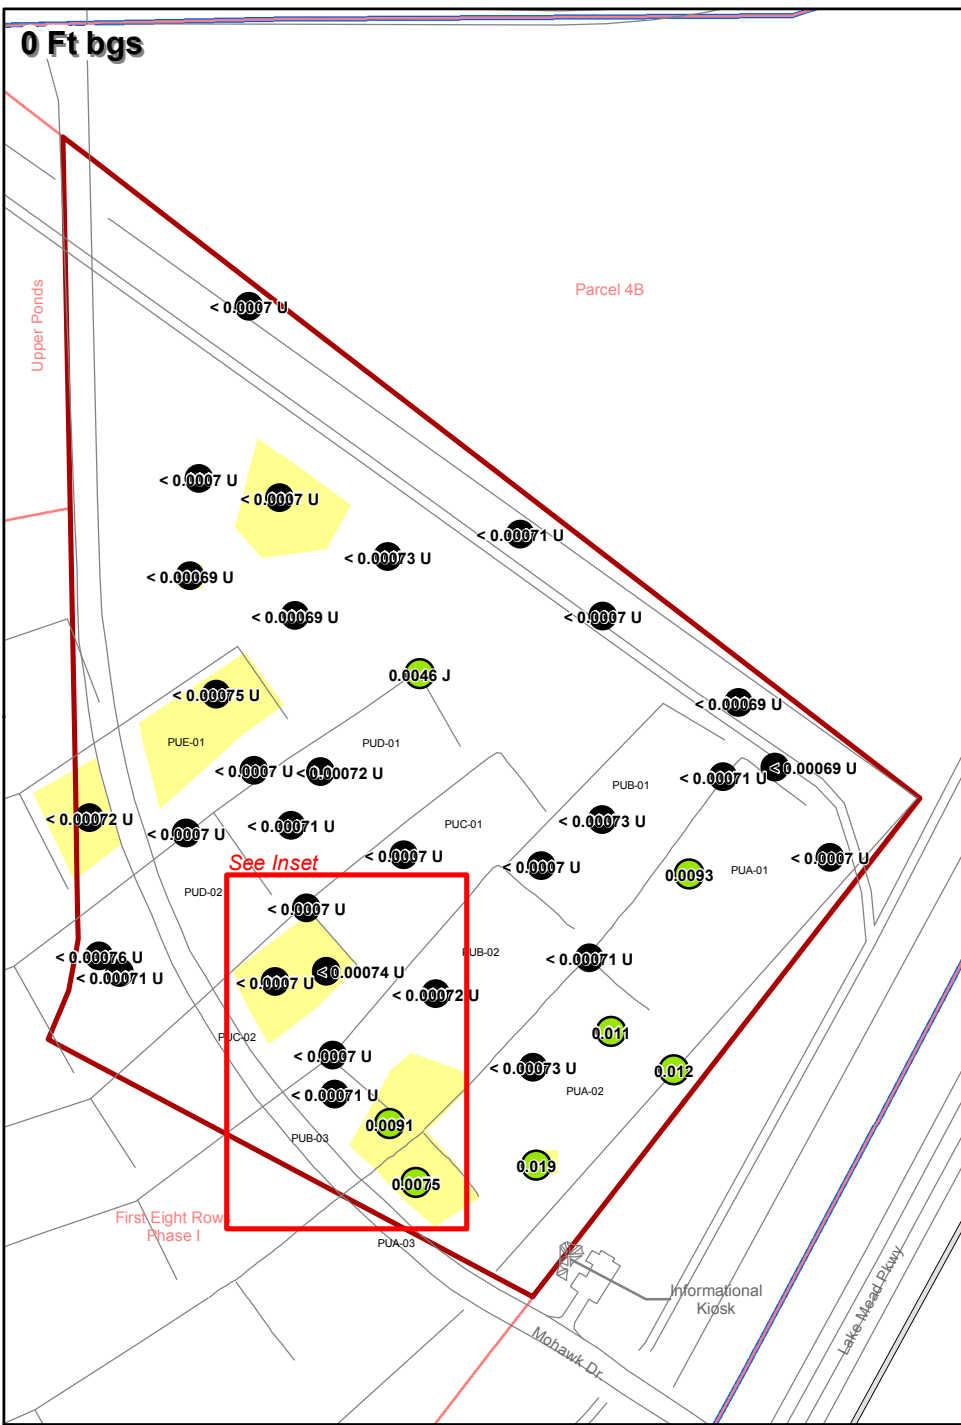 0 Ft bgs
Upper Ponds
Parcel 4B
< 0.0007 U
< 0.0007 U
< 0.0007 U
< 0.00071 U
< 0.00073 U
< 0.00069 U
< 0.00069 U
< 0.0007 U
0.0046 J
< 0.00075 U
< 0.00069 U
PUE-01
PUD-01
< 0.0007 U
< 0.00072 U
< 0.00071 U
< 0.00069 U
PUB-01
< 0.00072 U
< 0.0007 U
< 0.00071 U
PUC-01
< 0.00073 U
See Inset
< 0.0007 U
< 0.0007 U
0.0093
PUA-01
< 0.0007 U
PUD-02
< 0.0007 U
PUB-02
< 0.00076 U
< 0.00071 U
< 0.0007 U
< 0.00074 U
< 0.00072 U
< 0.00071 U
PUC-02
< 0.0007 U
0.011
< 0.00073 U
0.012
< 0.00071 U
PUA-02
PUB-03
0.0091
0.019
0.0075
First Eight Rows
Phase I
PUA-03
Informational
Kiosk
Mohawk Dr
Lake Mead Pkwy